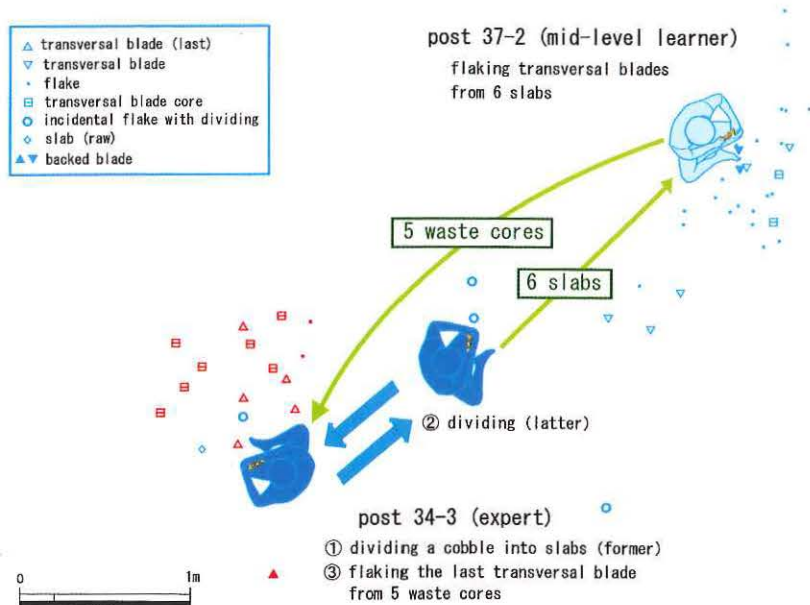 transversal blade (last)
transversal blade
flake
transversal blade core
incidental flake with dividing
slab (raw)
backed blade
post 37-2 (mid-level learner)
flaking transversal blades
from 6 slabs
5 waste cores
6 slabs
② dividing (latter)
post 34-3 (expert)
① dividing a cobble into slabs (former)
③ flaking the last transversal blade
from 5 waste cores
0
1m